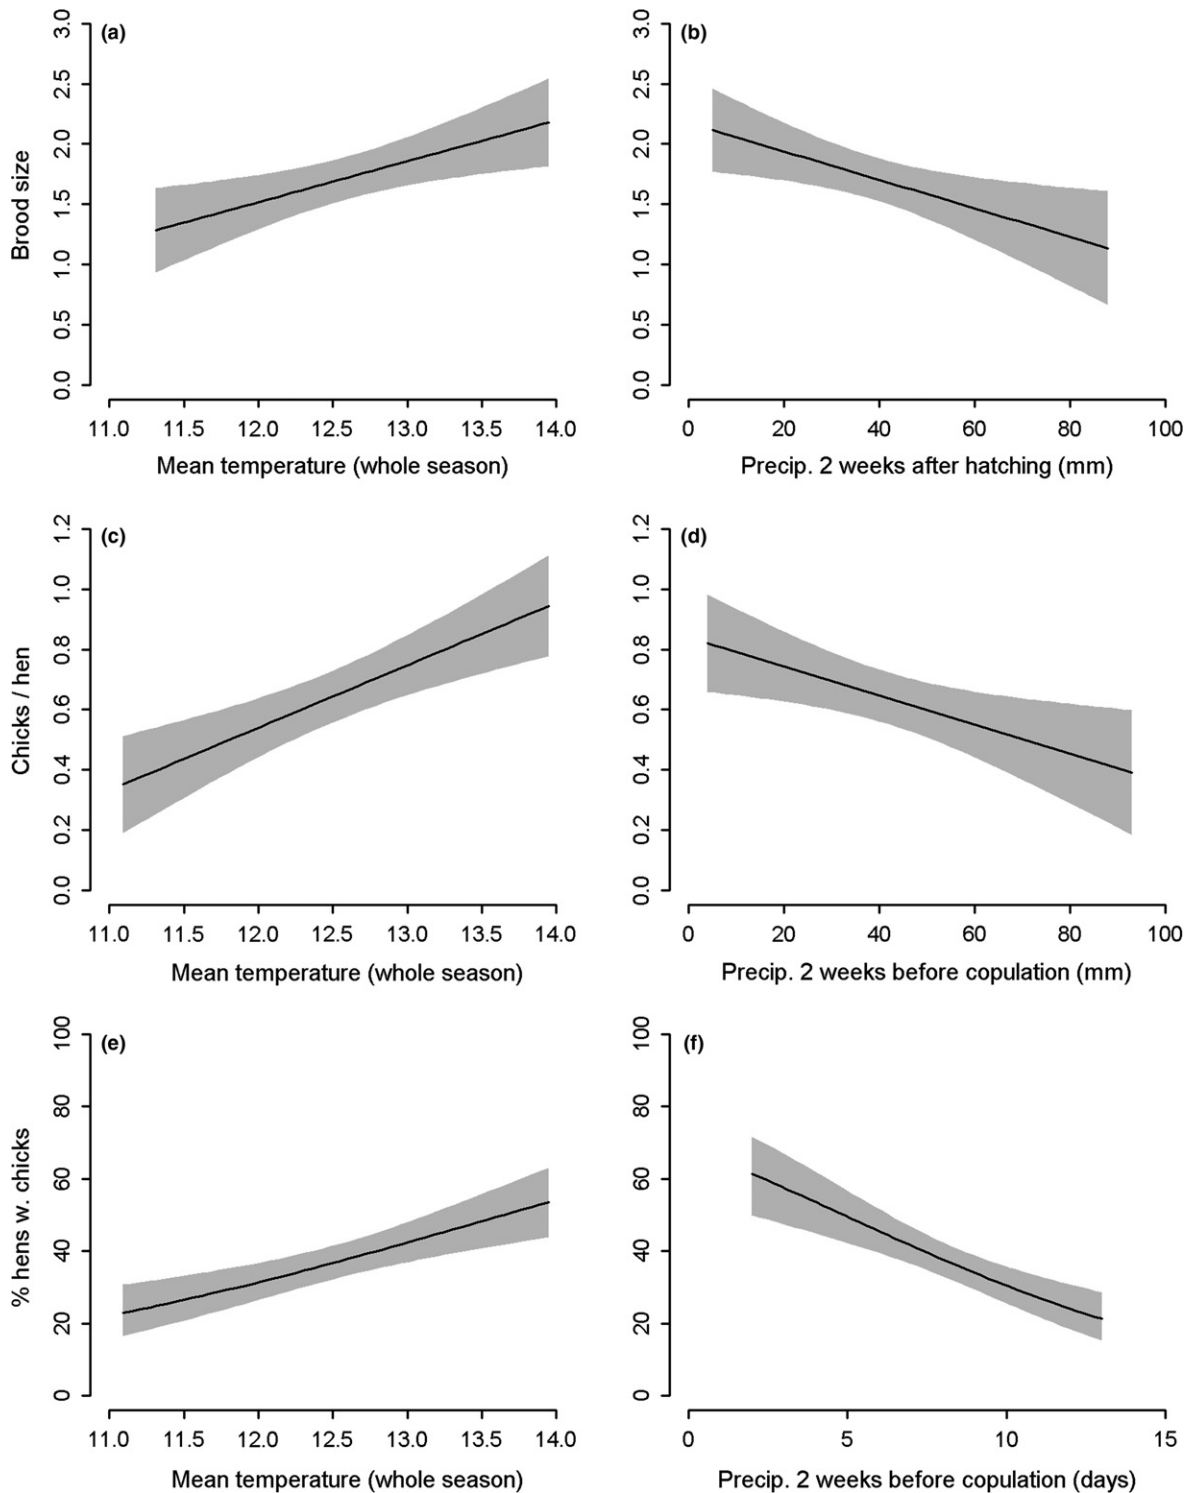 (a)
Brood size
3.0
2.5
2.0
1.5
1.0
0.5
0.0
11.0 11.5 12.0 12.5 13.0 13.5 14.0
Mean temperature (whole season)
(b)
3.0
2.5
2.0
1.5
1.0
0.5
0.0
0 20 40 60 80 100
Precip. 2 weeks after hatching (mm)
(c)
Chicks / hen
1.2
1.0
0.8
0.6
0.4
0.2
0.0
11.0 11.5 12.0 12.5 13.0 13.5 14.0
Mean temperature (whole season)
(d)
1.2
1.0
0.8
0.6
0.4
0.2
0.0
0 20 40 60 80 100
Precip. 2 weeks before copulation (mm)
(e)
% hens w. chicks
100
80
60
40
20
0
11.0 11.5 12.0 12.5 13.0 13.5 14.0
Mean temperature (whole season)
(f)
100
80
60
40
20
0
0 5 10 15
Precip. 2 weeks before copulation (days)